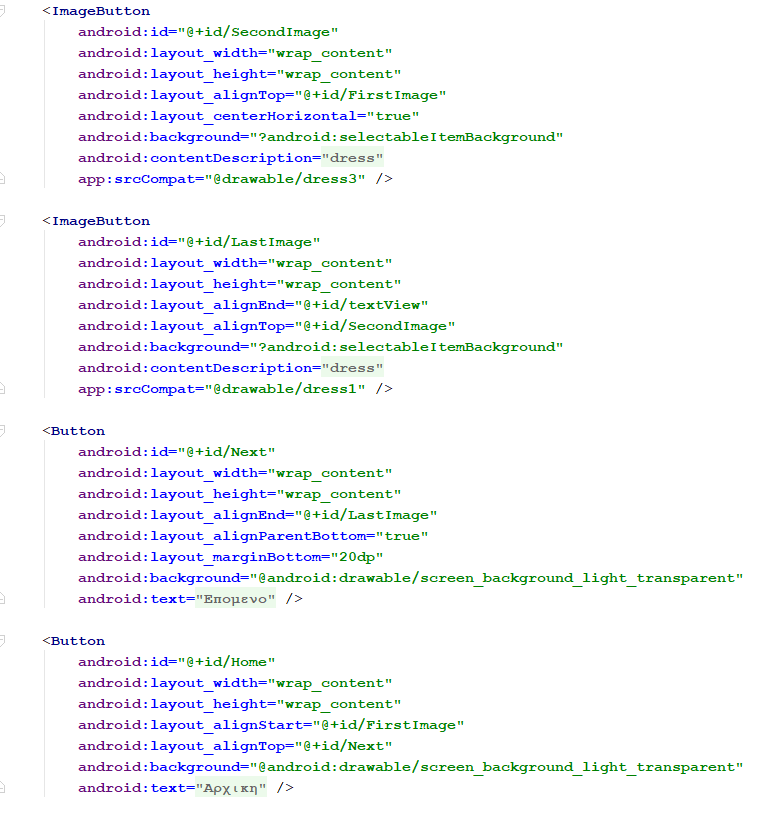 <ImageButton
android:id="@+id/SecondImage"
android:layout_width="wrap_content"
android:layout_height="wrap_content"
android:layout_alignTop="@+id/FirstImage"
android:layout_centerHorizontal="true"
android:background="?android:selectableItemBackground"
android:contentDescription="dress"
app:srcCompat="@drawable/dress3" />
<ImageButton
android:id="@+id/LastImage"
android:layout_width="wrap_content"
android:layout_height="wrap_content"
android:layout_alignEnd="@+id/textView"
android:layout_alignTop="@+id/SecondImage"
android:background="?android:selectableItemBackground"
android:contentDescription="dress"
app:srcCompat="@drawable/dress1" />
<Button
android:id="@+id/Next"
android:layout_width="wrap_content"
android:layout_height="wrap_content"
android:layout_alignEnd="@+id/LastImage"
android:layout_alignParentBottom="true"
android:layout_marginBottom="20dp"
android:background="@android:drawable/screen_background_light_transparent"
android:text="Επομενο" />
<Button
android:id="@+id/Home"
android:layout_width="wrap_content"
android:layout_height="wrap_content"
android:layout_alignStart="@+id/FirstImage"
android:layout_alignTop="@+id/Next"
android:background="@android:drawable/screen_background_light_transparent"
android:text="Αρχικη" />